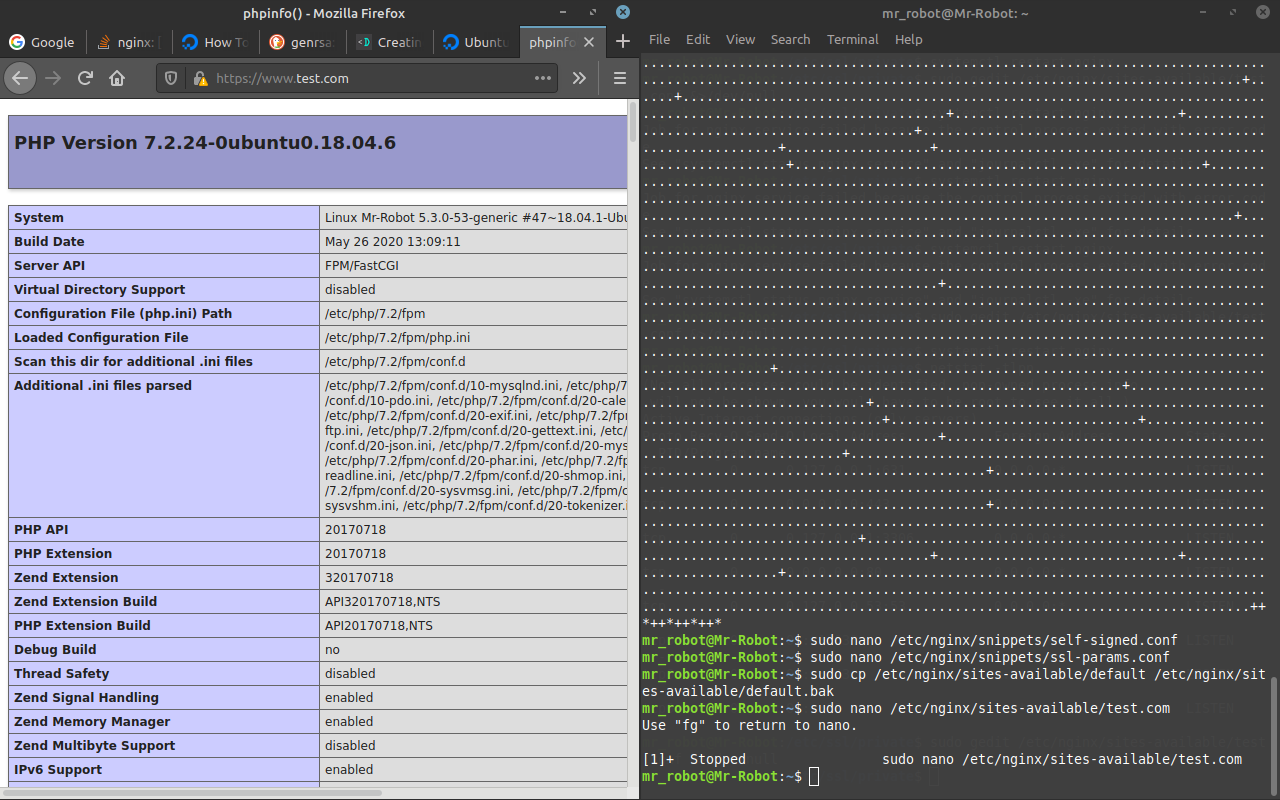 phpinfo() - Mozilla Firefox
Google
nginx: [
How To
genrsa
Creatin
Ubuntu
phpinfo
https://www.test.com
PHP Version 7.2.24-0ubuntu0.18.04.6
System Linux Mr-Robot 5.3.0-53-generic #47~18.04.1-Ubu
Build Date May 26 2020 13:09:11
Server API FPM/FastCGI
Virtual Directory Support disabled
Configuration File (php.ini) Path /etc/php/7.2/fpm
Loaded Configuration File /etc/php/7.2/fpm/php.ini
Scan this dir for additional .ini files /etc/php/7.2/fpm/conf.d
Additional .ini files parsed /etc/php/7.2/fpm/conf.d/10-mysqlnd.ini, /etc/php/7
/conf.d/10-pdo.ini, /etc/php/7.2/fpm/conf.d/20-cale
/etc/php/7.2/fpm/conf.d/20-exif.ini, /etc/php/7.2/fpm
ftp.ini, /etc/php/7.2/fpm/conf.d/20-gettext.ini, /etc/
/conf.d/20-json.ini, /etc/php/7.2/fpm/conf.d/20-mys
/etc/php/7.2/fpm/conf.d/20-phar.ini, /etc/php/7.2/fp
readline.ini, /etc/php/7.2/fpm/conf.d/20-shmop.ini,
/7.2/fpm/conf.d/20-sysvmsg.ini, /etc/php/7.2/fpm/c
sysvshm.ini, /etc/php/7.2/fpm/conf.d/20-tokenizer.i
PHP API 20170718
PHP Extension 20170718
Zend Extension 320170718
Zend Extension Build API320170718,NTS
PHP Extension Build API20170718,NTS
Debug Build no
Thread Safety disabled
Zend Signal Handling enabled
Zend Memory Manager enabled
Zend Multibyte Support disabled
IPv6 Support enabled
mr_robot@Mr-Robot: ~
File Edit View Search Terminal Help
*++*++*++*
mr_robot@Mr-Robot:~$ sudo nano /etc/nginx/snippets/self-signed.conf
mr_robot@Mr-Robot:~$ sudo nano /etc/nginx/snippets/ssl-params.conf
mr_robot@Mr-Robot:~$ sudo cp /etc/nginx/sites-available/default /etc/nginx/sit
es-available/default.bak
mr_robot@Mr-Robot:~$ sudo nano /etc/nginx/sites-available/test.com
Use "fg" to return to nano.
[1]+ Stopped sudo nano /etc/nginx/sites-available/test.com
mr_robot@Mr-Robot:~$